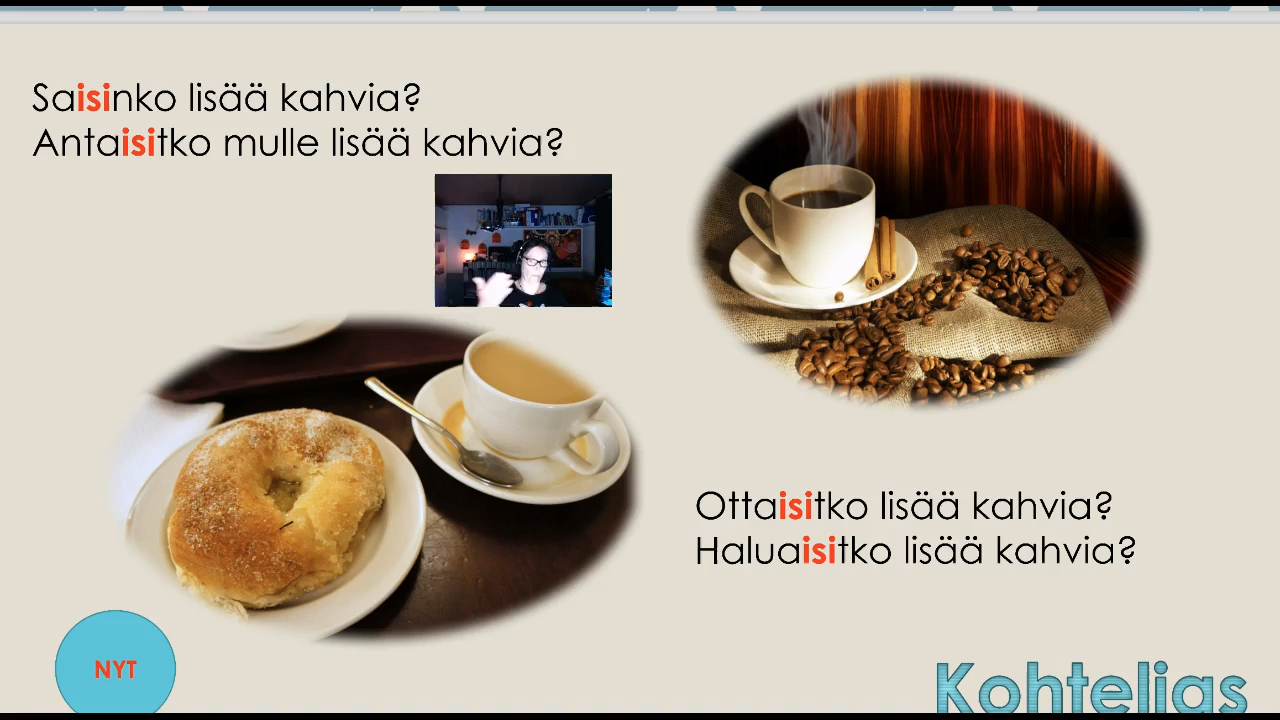 Saisinko lisää kahvia?
Antaisitko mulle lisää kahvia?
Ottaisitko lisää kahvia?
Haluaisitko lisää kahvia?
NYT
Kohtelias